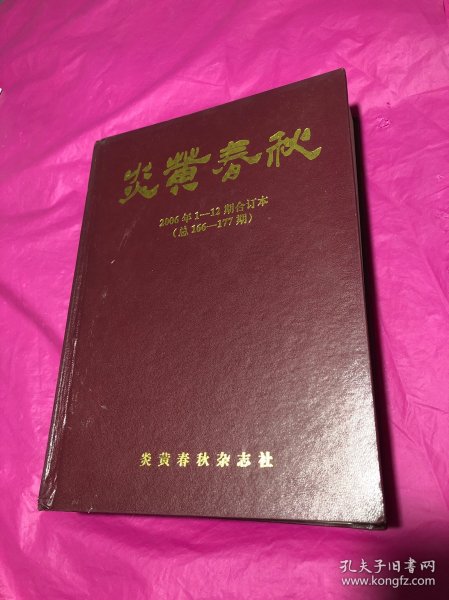 炎黄春秋
2006年1—12期合订本
(总166—177期)
炎黄春秋杂志社
孔夫子旧书网
www.kongfz.com